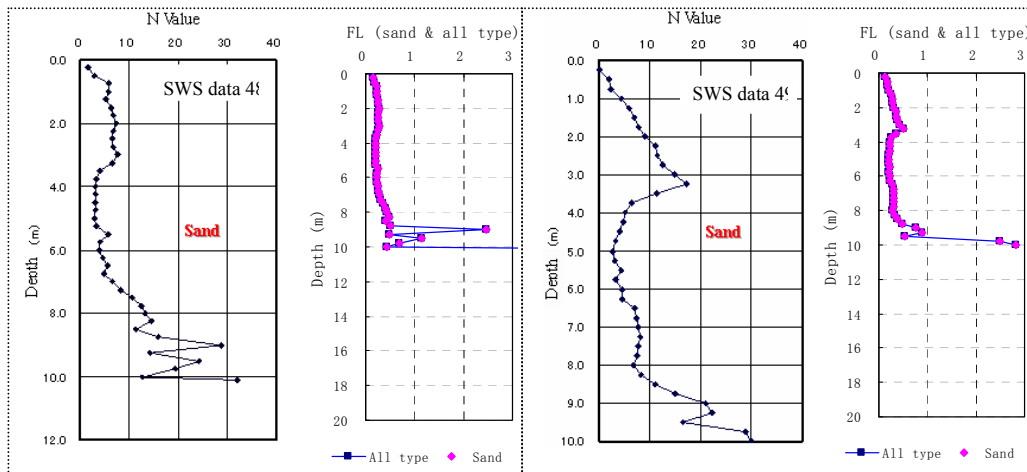 N Value
0 10 20 30 40
0.0
2.0
4.0
6.0
8.0
10.0
12.0
Depth (m)
SWS data 48
Sand
FL (sand & all type)
0 1 2 3
0
2
4
6
8
10
12
14
16
18
20
Depth (m)
All type Sand
N Value
0 10 20 30 40
0.0
1.0
2.0
3.0
4.0
5.0
6.0
7.0
8.0
9.0
10.0
Depth (m)
SWS data 49
Sand
FL (sand & all type)
0 1 2 3
0
2
4
6
8
10
12
14
16
18
20
Depth (m)
All type Sand